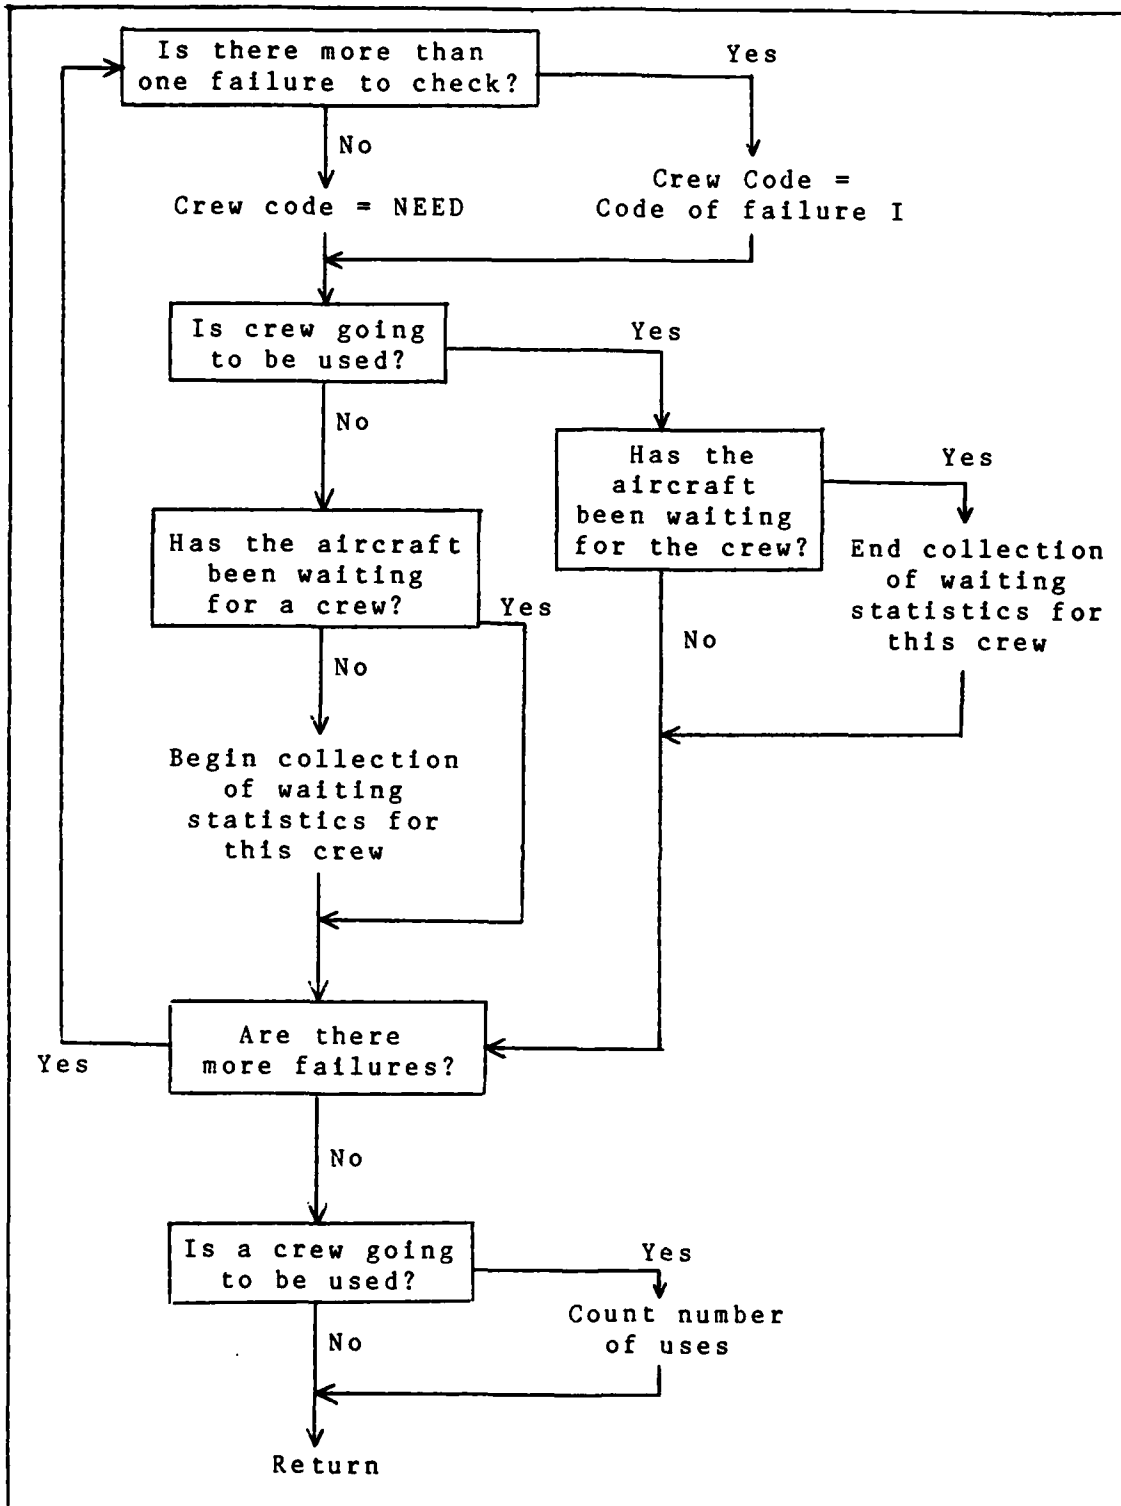 Is there more than
one failure to check?
Yes
No
Crew code = NEED
Crew Code =
Code of failure I
Is crew going
to be used?
Yes
No
Has the
aircraft
been waiting
for the crew?
Yes
End collection
of waiting
statistics for
this crew
No
Has the aircraft
been waiting
for a crew?
Yes
No
Begin collection
of waiting
statistics for
this crew
Are there
more failures?
Yes
No
Is a crew going
to be used?
Yes
Count number
of uses
No
Return